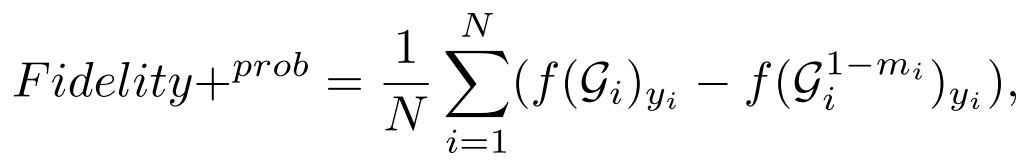 $Fidelity+^{prob} = \frac{1}{N} \sum_{i=1}^{N} (f(\mathcal{G}_i)_{y_i} - f(\mathcal{G}_i^{1-m_i})_{y_i}),$